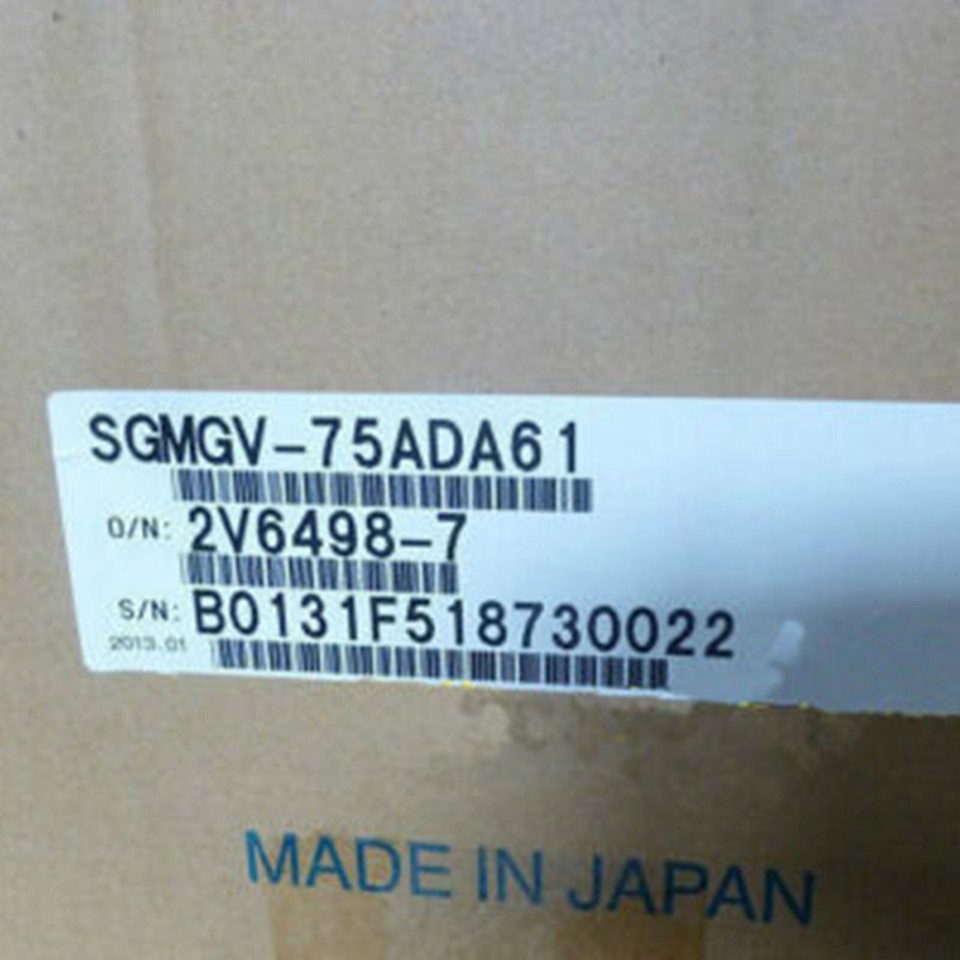 SGMGV-75ADA61
O/N: 2V6498-7
S/N: B0131F518730022
2013.01
MADE IN JAPAN